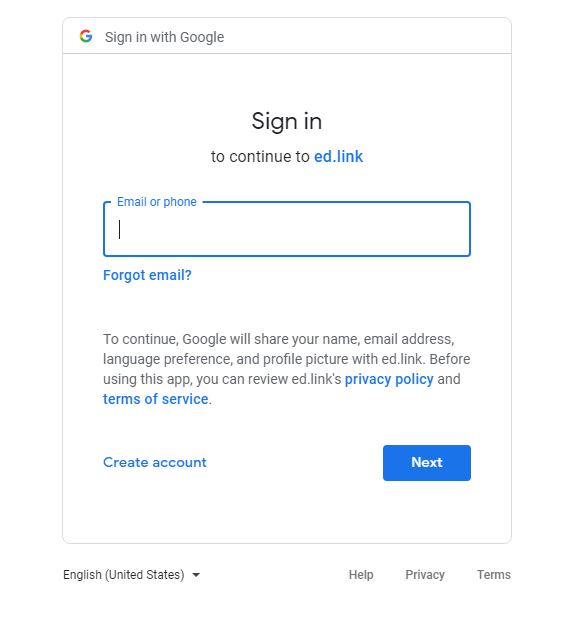 Sign in with Google
Sign in
to continue to ed.link
Email or phone
Forgot email?
To continue, Google will share your name, email address,
language preference, and profile picture with ed.link. Before
using this app, you can review ed.link's privacy policy and
terms of service.
Create account
Next
English (United States)
Help
Privacy
Terms